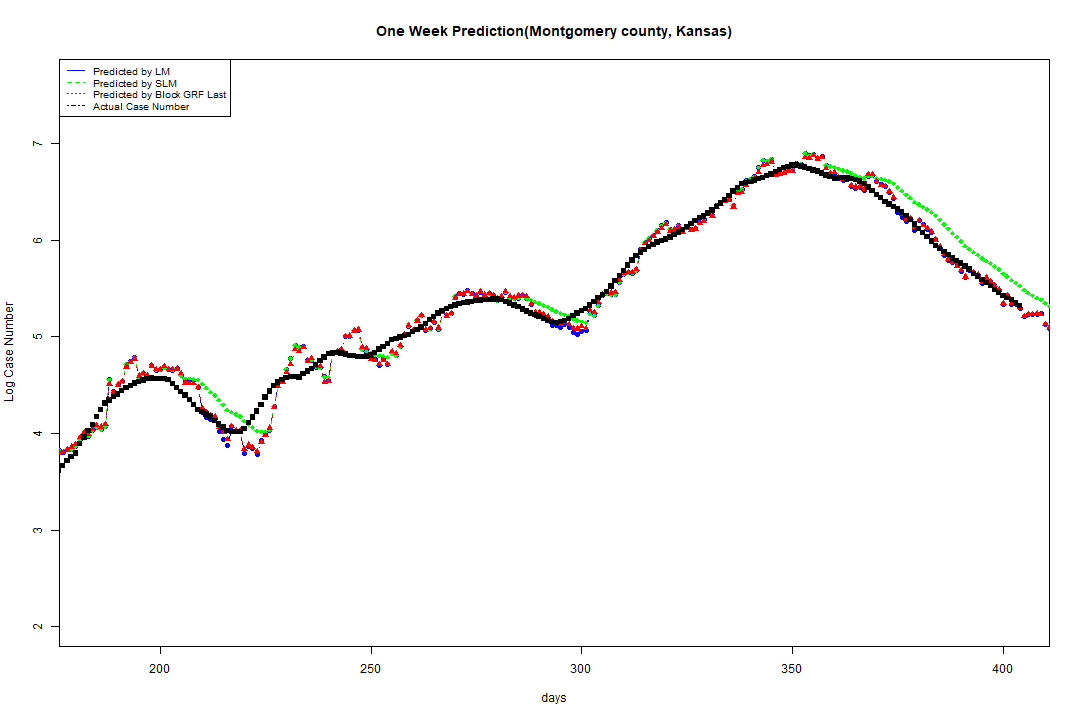 One Week Prediction(Montgomery county, Kansas)
Predicted by LM
Predicted by SLM
Predicted by Block GRF Last
Actual Case Number
7
6
5
4
3
2
Log Case Number
200 250 300 350 400
days